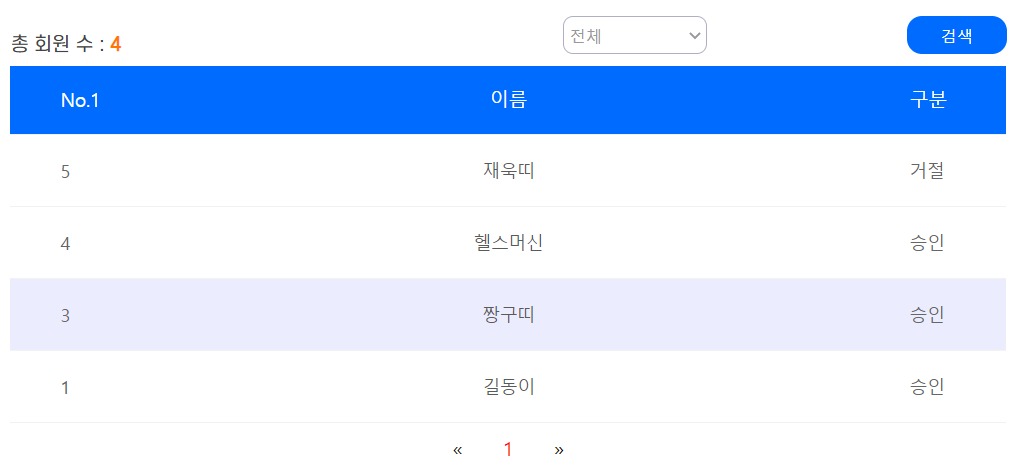 총 회원 수 : 4 전체 검색
No.1 이름 구분
5 재욱띠 거절
4 헬스머신 승인
3 짱구띠 승인
1 길동이 승인
« 1 »